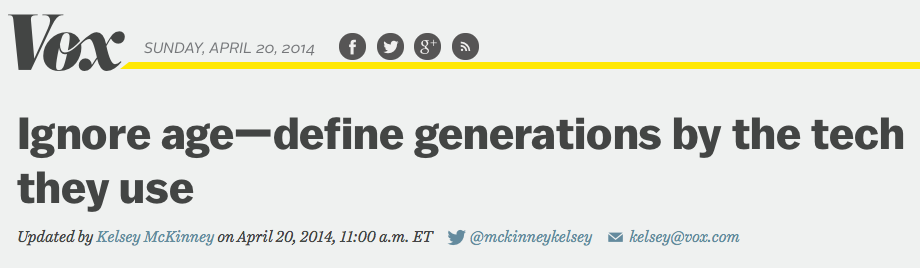 Vox SUNDAY, APRIL 20, 2014 f g+
Ignore age—define generations by the tech
they use
Updated by Kelsey McKinney on April 20, 2014, 11:00 a.m. ET @mckinneykelsey kelsey@vox.com